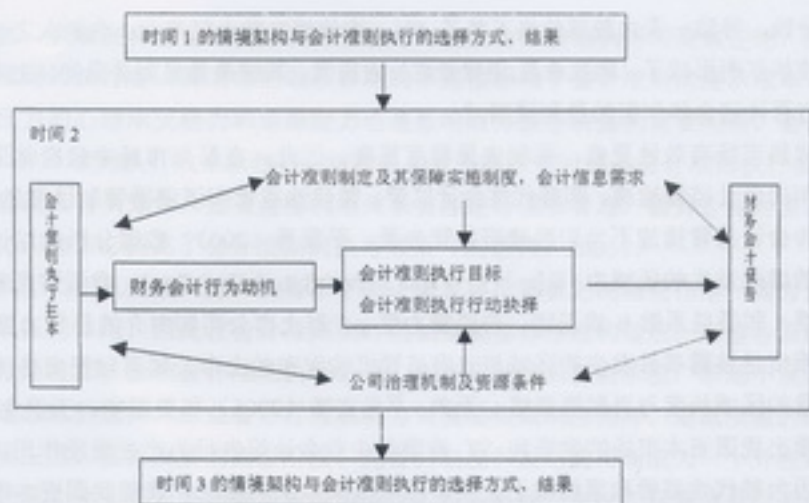 时间1的情境架构与会计准则执行的选择方式、结果
时间2
会计准则制定及其保障实施制度，会计信息需求
会计准则执行主体
财务会计行为动机
会计准则执行目标
会计准则执行行动抉择
财务会计报告
公司治理机制及资源条件
时间3的情境架构与会计准则执行的选择方式、结果